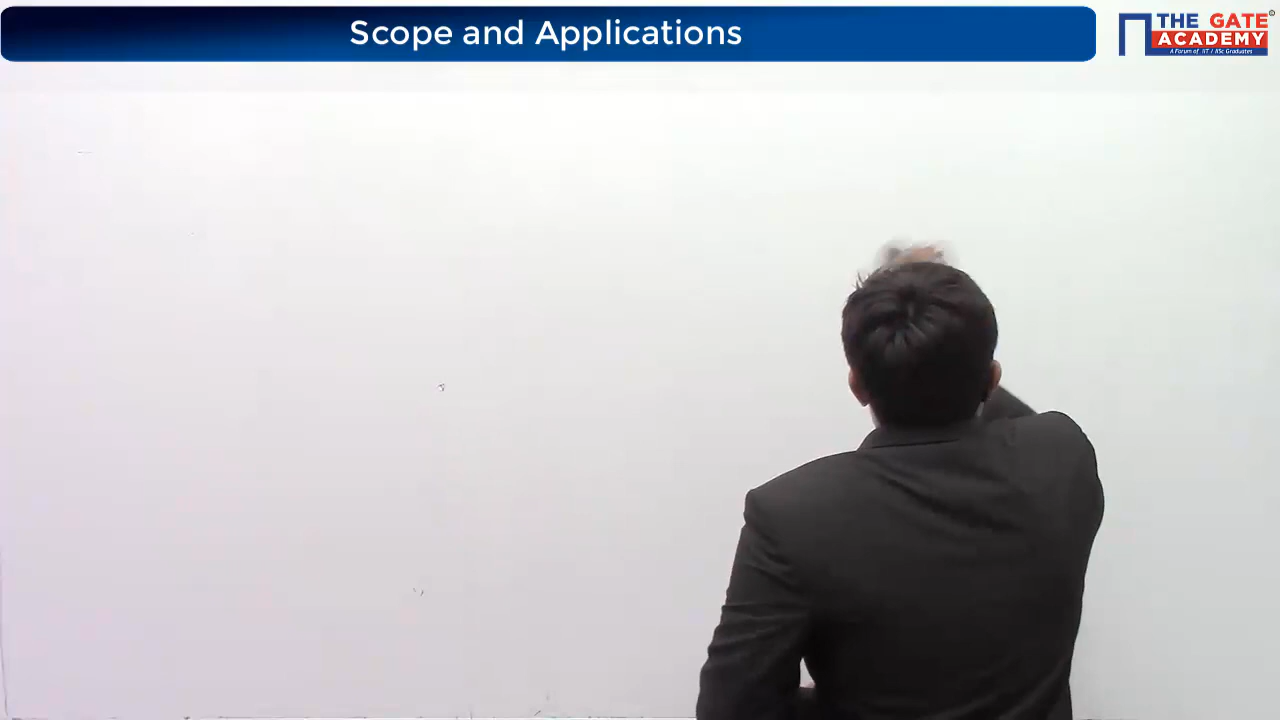 Scope and Applications
THE GATE
ACADEMY
A Forum of IIT / IISc Graduates
©